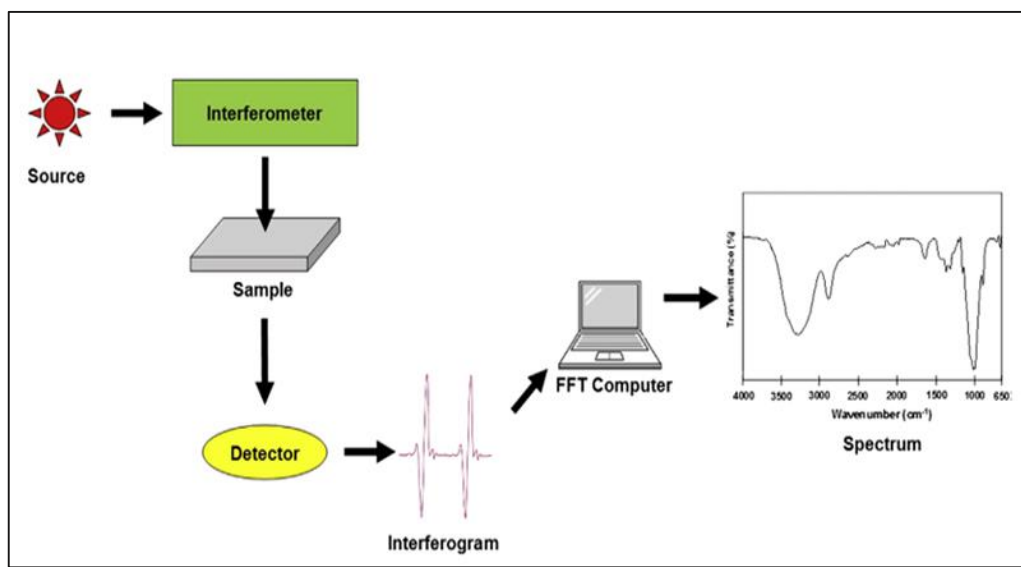 Interferometer
Source
Sample
Detector
Interferogram
FFT Computer
Transmittance (%)
4000 3500 3000 2500 2000 1500 1000 650
Wavenumber (cm⁻¹)
Spectrum